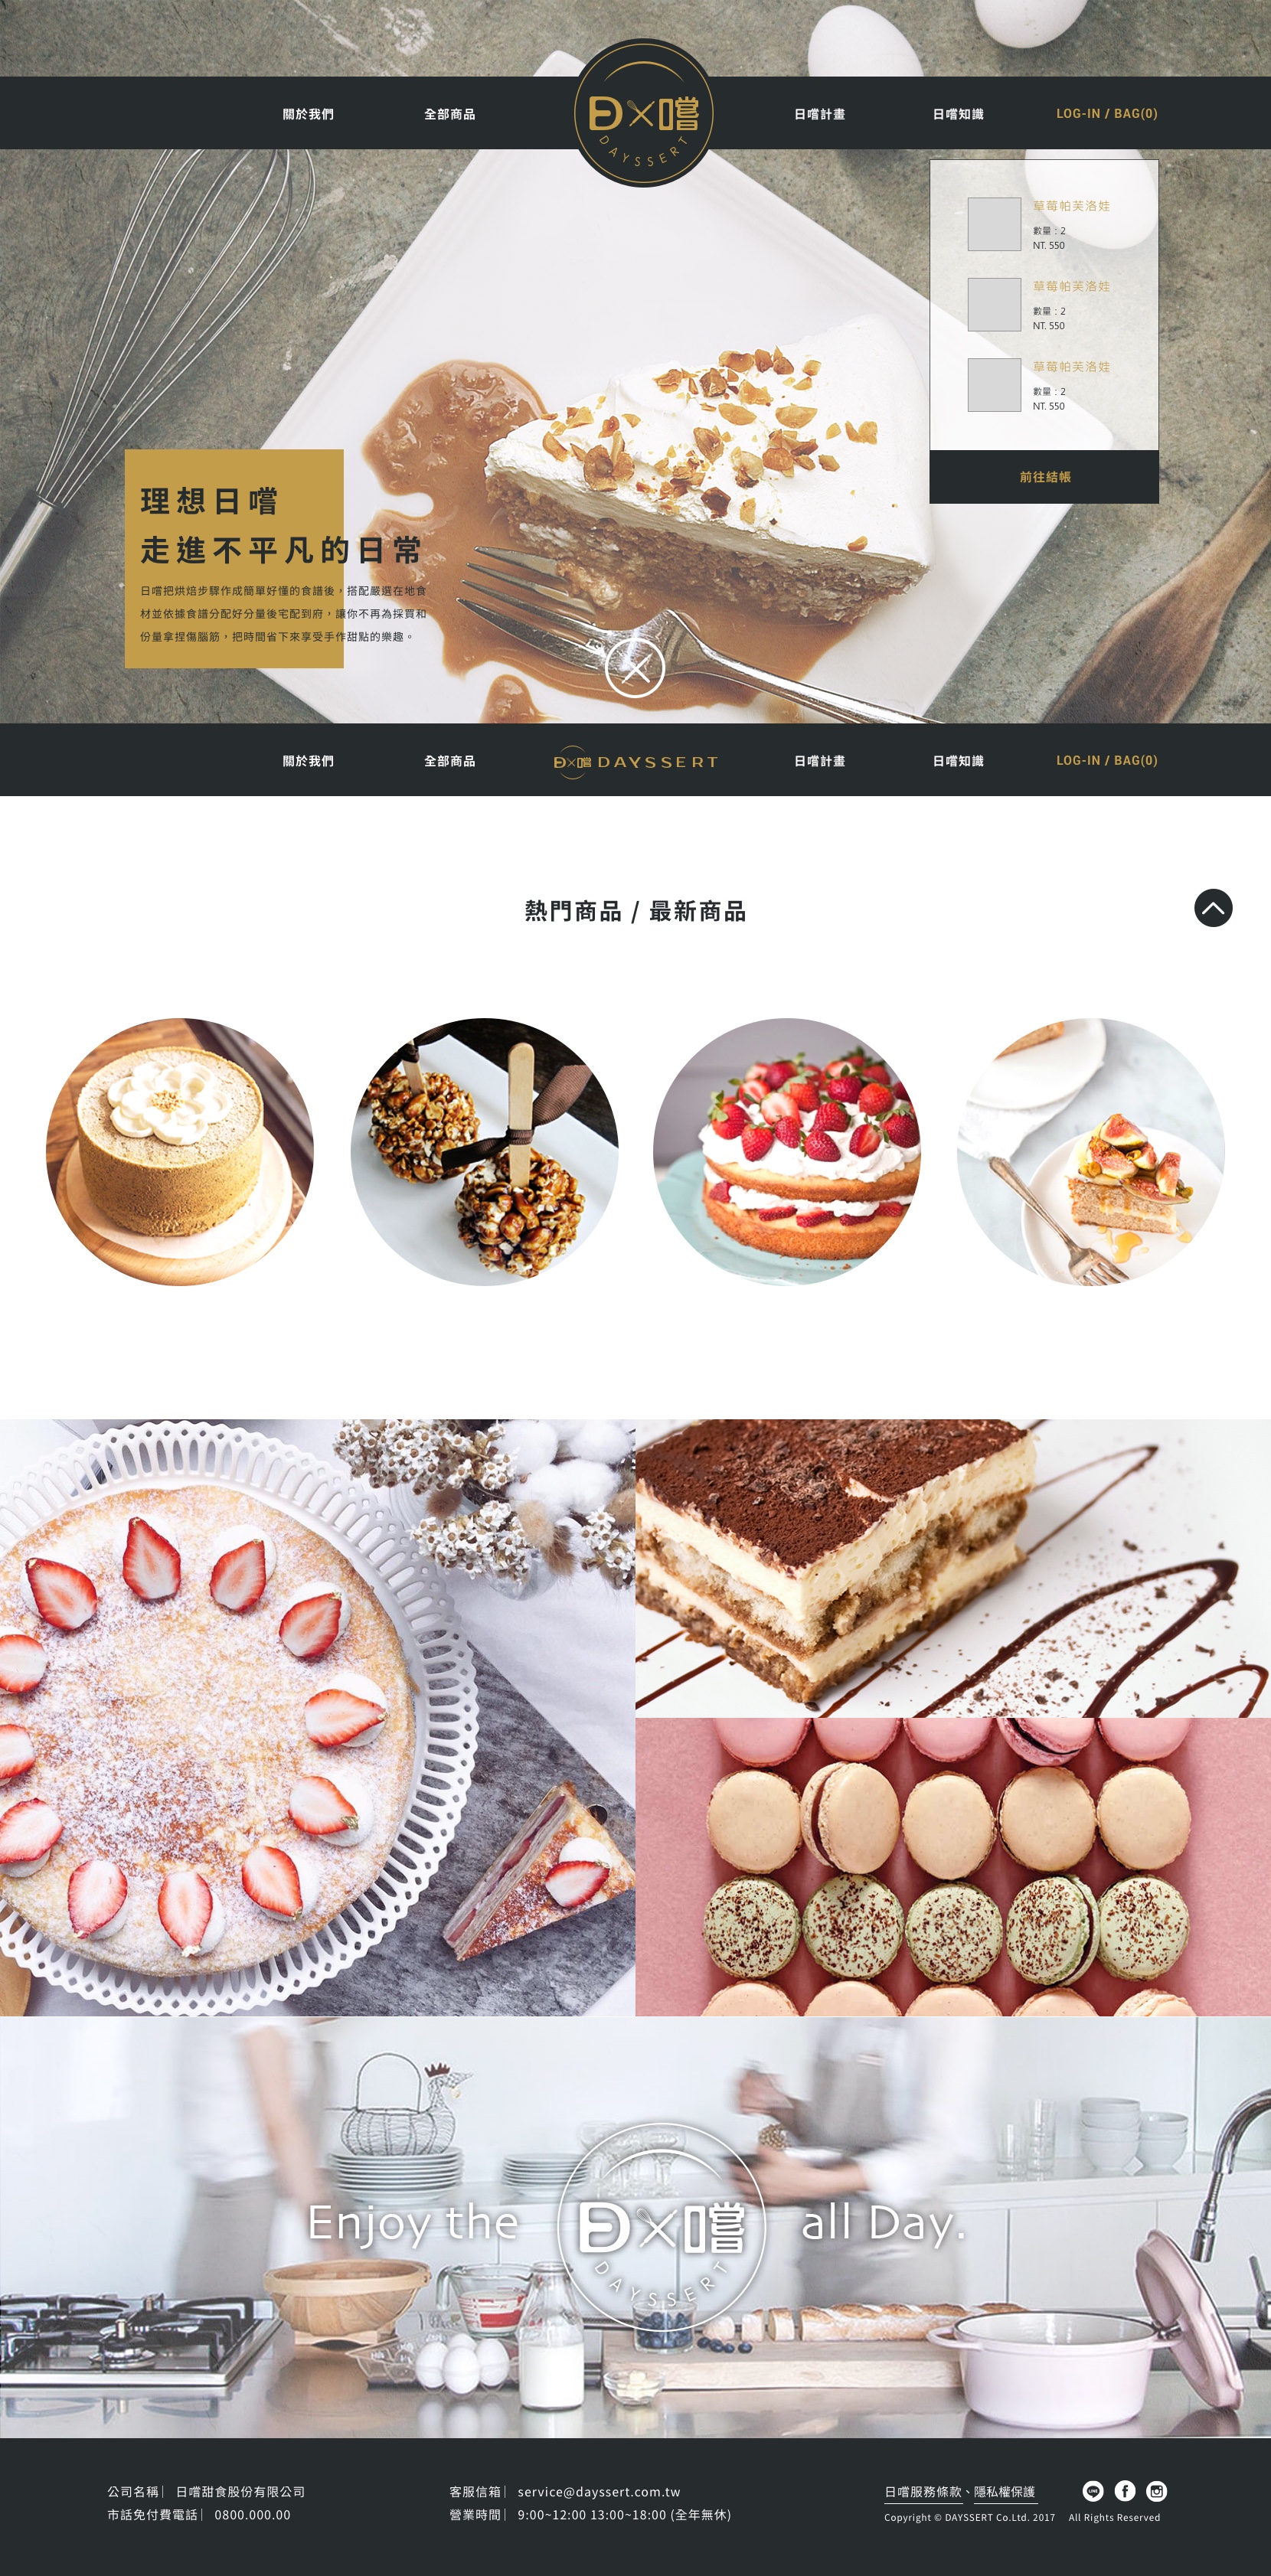 關於我們
全部商品
日嚐
DAYSSERT
日嚐計畫
日嚐知識
LOG-IN / BAG(0)
草莓帕芙洛娃
數量 : 2
NT. 550
草莓帕芙洛娃
數量 : 2
NT. 550
草莓帕芙洛娃
數量 : 2
NT. 550
前往結帳
理想日嚐
走進不平凡的日常
日嚐把烘焙步驟作成簡單好懂的食譜後，搭配嚴選在地食
材並依據食譜分配好分量後宅配到府，讓你不再為採買和
份量拿捏傷腦筋，把時間省下來享受手作甜點的樂趣。
關於我們
全部商品
日嚐 DAYSSERT
日嚐計畫
日嚐知識
LOG-IN / BAG(0)
熱門商品 / 最新商品
Enjoy the
日嚐
DAYSSERT
all Day.
公司名稱│ 日嚐甜食股份有限公司
市話免付費電話│ 0800.000.00
客服信箱│ service@dayssert.com.tw
營業時間│ 9:00~12:00 13:00~18:00 (全年無休)
日嚐服務條款、隱私權保護
Copyright © DAYSSERT Co.Ltd. 2017 All Rights Reserved